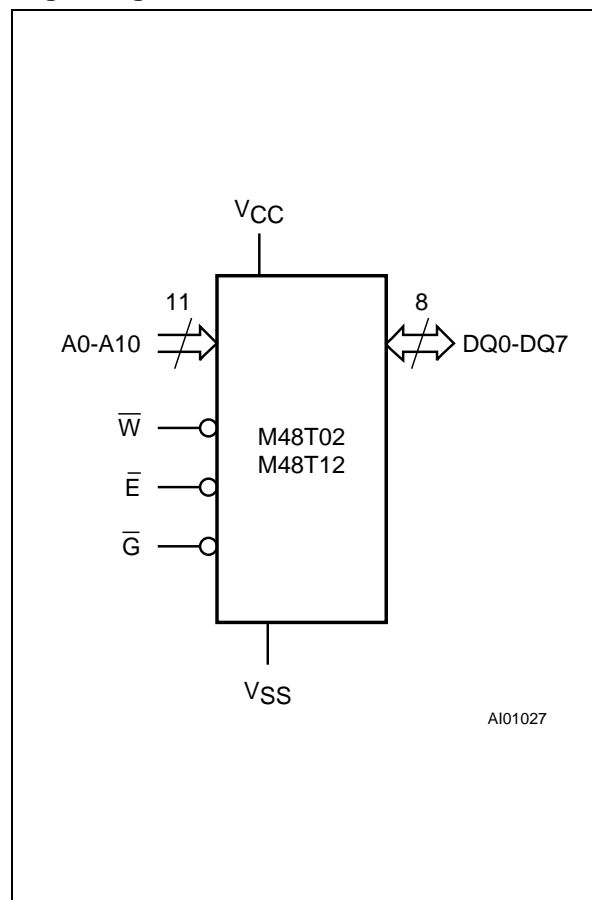 VCC
11
8
A0-A10
DQ0-DQ7
W̅
M48T02
M48T12
E̅
G̅
VSS
AI01027